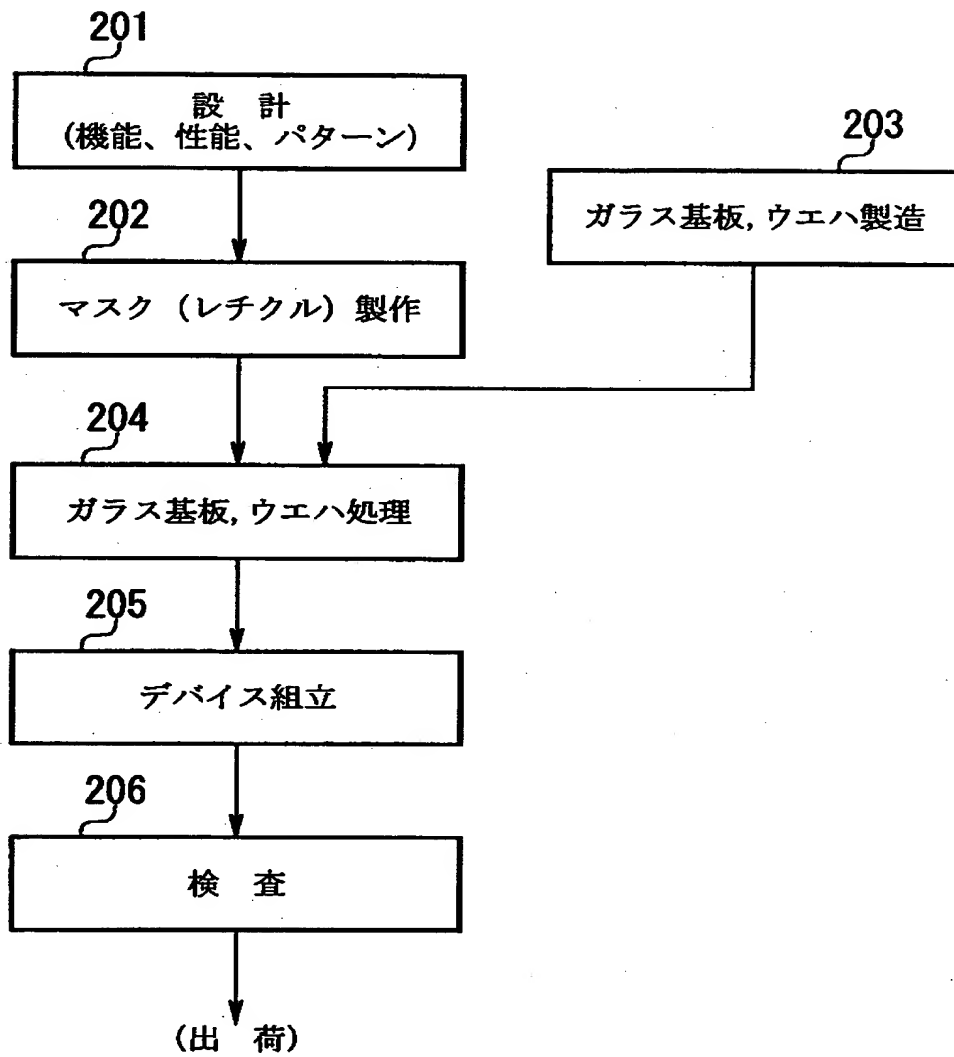 201
設 計
(機能、性能、パターン)
203
ガラス基板,ウエハ製造
202
マスク(レチクル)製作
204
ガラス基板,ウエハ処理
205
デバイス組立
206
検 査
(出 荷)